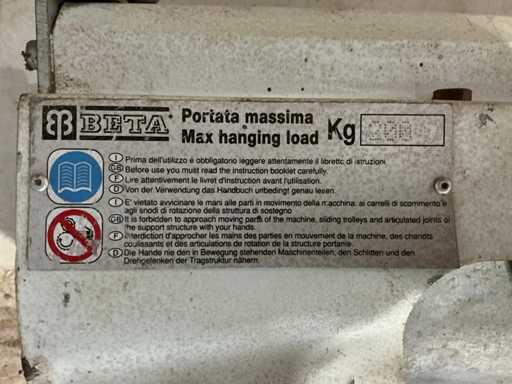 BETA
Portata massima
Max hanging load Kg
I Prima dell'utilizzo è obbligatorio leggere attentamente il libretto di istruzioni
GB Before use you must read the instruction booklet carefully.
F Lire attentivement le livret d'instruction avant l'utilisation.
D Von der Verwendung das Handbuch unbedingt genau lesen.
I E' vietato avvicinare le mani alle parti in movimento della macchina, ai carrelli di scorrimento e
agli snodi di rotazione della struttura di sostegno
GB It is forbidden to approach moving parts of the machine, sliding trolleys and articulated joints of
the support structure with your hands.
F Interdiction d'approcher les mains des parties en mouvement de la machine, des chariots
coulissants et des articulations de rotation de la structure portante.
D Die Hände nie den in Bewegung stehenden Maschinenteilen, den Schlitten und den
Drehgelenken der Tragstruktur nähern.